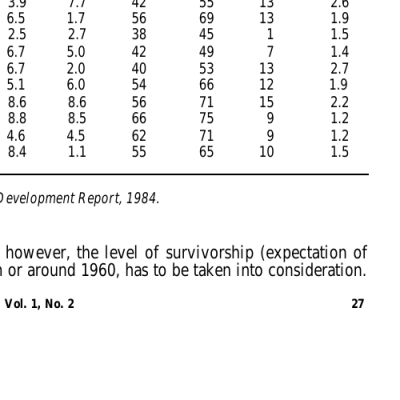 3.9 7.7 42 55 13 2.6
6.5 1.7 56 69 13 1.9
2.5 2.7 38 45 1 1.5
6.7 5.0 42 49 7 1.4
6.7 2.0 40 53 13 2.7
5.1 6.0 54 66 12 1.9
8.6 8.6 56 71 15 2.2
8.8 8.5 66 75 9 1.2
4.6 4.5 62 71 9 1.2
8.4 1.1 55 65 10 1.5
Development Report, 1984.
however, the level of survivorship (expectation of
or around 1960, has to be taken into consideration.
Vol. 1, No. 2 27